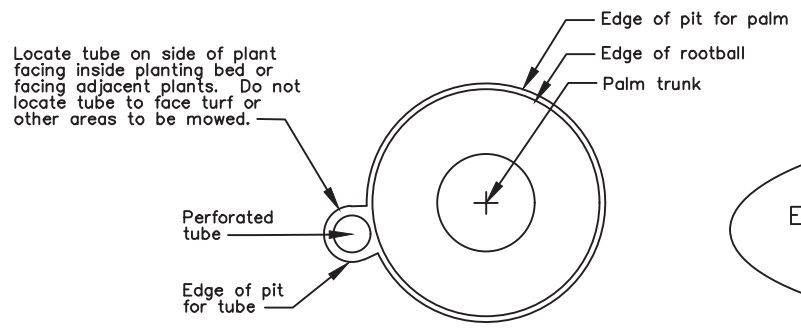 Edge of pit for palm
Locate tube on side of plant
facing inside planting bed or
facing adjacent plants. Do not
locate tube to face turf or
other areas to be mowed.
Edge of rootball
Palm trunk
Perforated
tube
Edge of pit
for tube
E